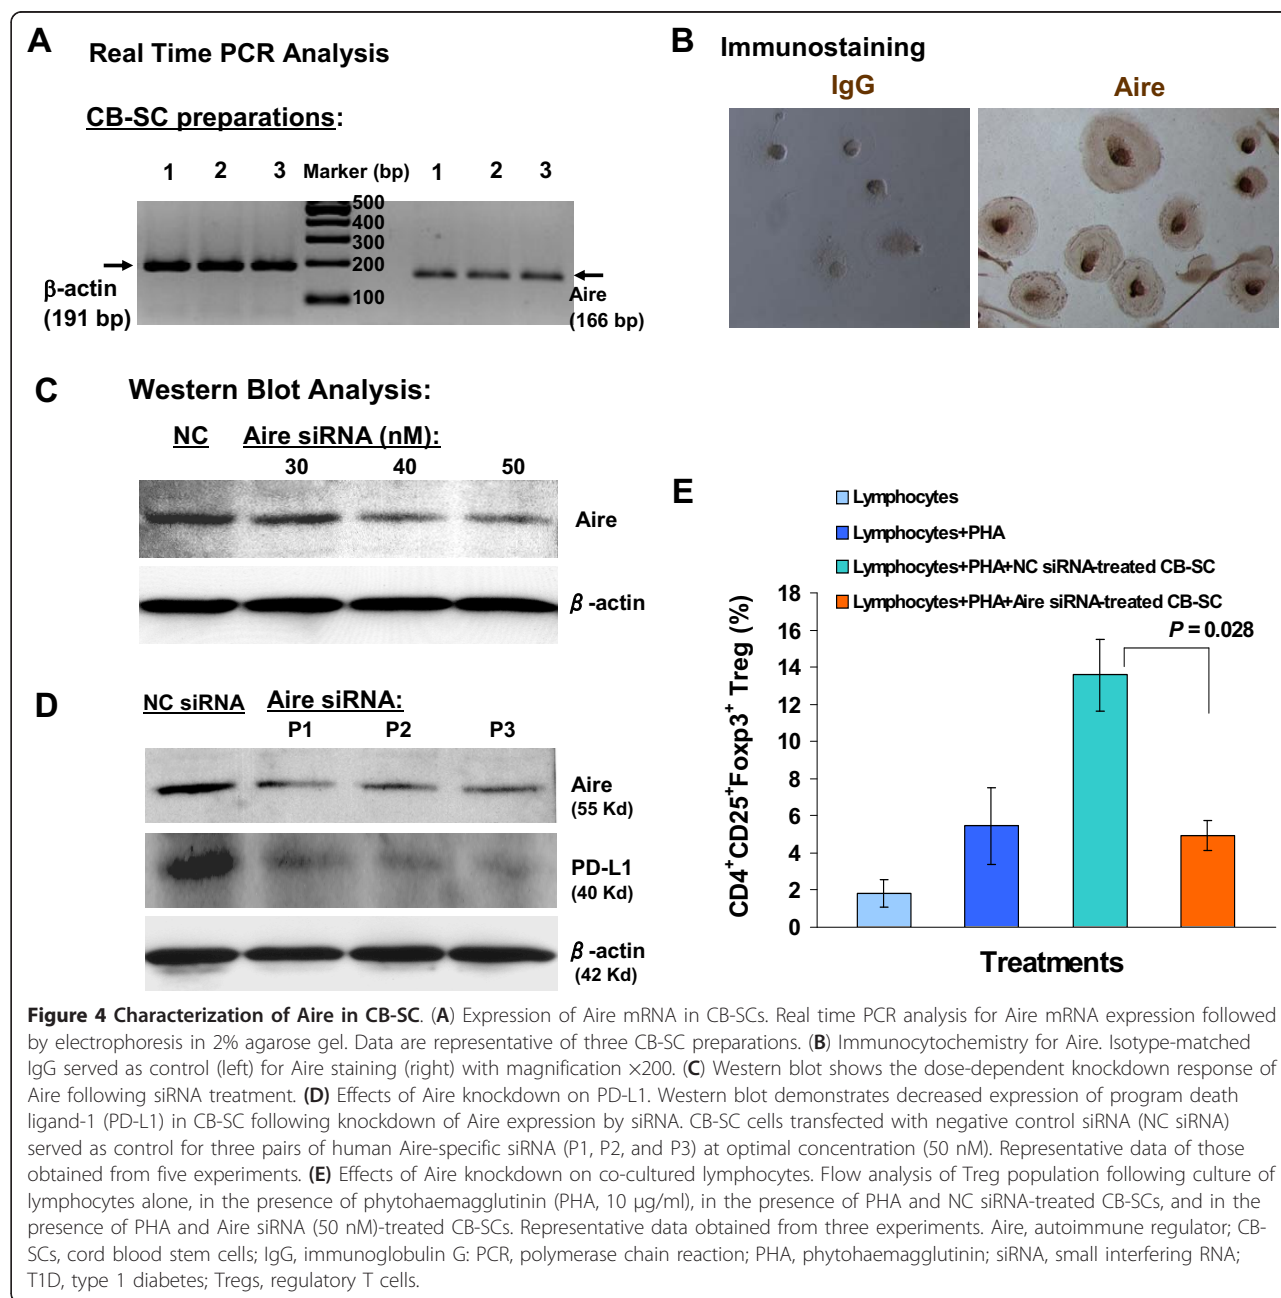 A
Real Time PCR Analysis
CB-SC preparations:
1 2 3 Marker (bp) 1 2 3
500
400
300
200
100
β-actin
(191 bp)
Aire
(166 bp)
B
Immunostaining
IgG Aire
C
Western Blot Analysis:
NC Aire siRNA (nM):
30 40 50
Aire
β-actin
D
NC siRNA Aire siRNA:
P1 P2 P3
Aire
(55 Kd)
PD-L1
(40 Kd)
β-actin
(42 Kd)
E
Lymphocytes
Lymphocytes+PHA
Lymphocytes+PHA+NC siRNA-treated CB-SC
Lymphocytes+PHA+Aire siRNA-treated CB-SC
P = 0.028
CD4+CD25+Foxp3+ Treg (%)
18
16
14
12
10
8
6
4
2
0
Treatments
Figure 4 Characterization of Aire in CB-SC. (A) Expression of Aire mRNA in CB-SCs. Real time PCR analysis for Aire mRNA expression followed
by electrophoresis in 2% agarose gel. Data are representative of three CB-SC preparations. (B) Immunocytochemistry for Aire. Isotype-matched
IgG served as control (left) for Aire staining (right) with magnification ×200. (C) Western blot shows the dose-dependent knockdown response of
Aire following siRNA treatment. (D) Effects of Aire knockdown on PD-L1. Western blot demonstrates decreased expression of program death
ligand-1 (PD-L1) in CB-SC following knockdown of Aire expression by siRNA. CB-SC cells transfected with negative control siRNA (NC siRNA)
served as control for three pairs of human Aire-specific siRNA (P1, P2, and P3) at optimal concentration (50 nM). Representative data of those
obtained from five experiments. (E) Effects of Aire knockdown on co-cultured lymphocytes. Flow analysis of Treg population following culture of
lymphocytes alone, in the presence of phytohaemagglutinin (PHA, 10 μg/ml), in the presence of PHA and NC siRNA-treated CB-SCs, and in the
presence of PHA and Aire siRNA (50 nM)-treated CB-SCs. Representative data obtained from three experiments. Aire, autoimmune regulator; CB-
SCs, cord blood stem cells; IgG, immunoglobulin G: PCR, polymerase chain reaction; PHA, phytohaemagglutinin; siRNA, small interfering RNA;
T1D, type 1 diabetes; Tregs, regulatory T cells.